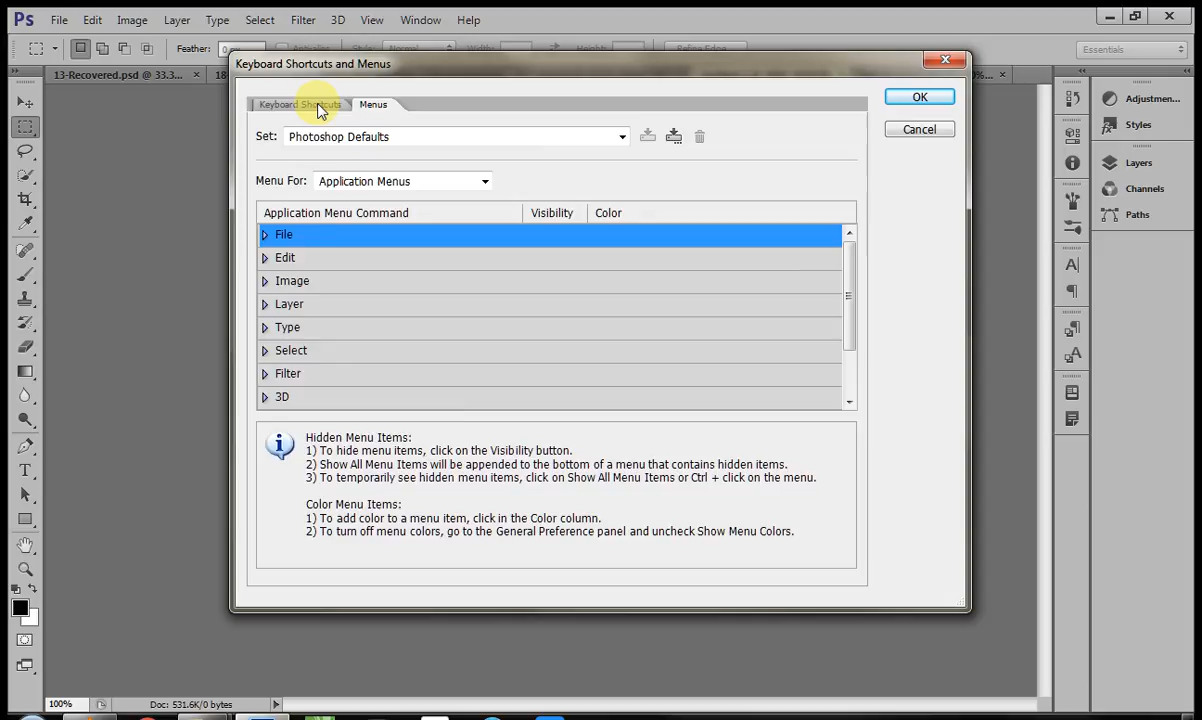 Ps File Edit Image Layer Type Select Filter 3D View Window Help
Feather: Style: Normal Width: Height: Refine Edge... Essentials
Keyboard Shortcuts and Menus
13-Recovered.psd @ 33.3...
Keyboard Shortcuts Menus
OK
Set: Photoshop Defaults
Cancel
Menu For: Application Menus
Application Menu Command Visibility Color
File
Edit
Image
Layer
Type
Select
Filter
3D
Hidden Menu Items:
1) To hide menu items, click on the Visibility button.
2) Show All Menu Items will be appended to the bottom of a menu that contains hidden items.
3) To temporarily see hidden menu items, click on Show All Menu Items or Ctrl + click on the menu.
Color Menu Items:
1) To add color to a menu item, click in the Color column.
2) To turn off menu colors, go to the General Preference panel and uncheck Show Menu Colors.
Adjustmen...
Styles
Layers
Channels
Paths
100% Doc: 531.6K/0 bytes